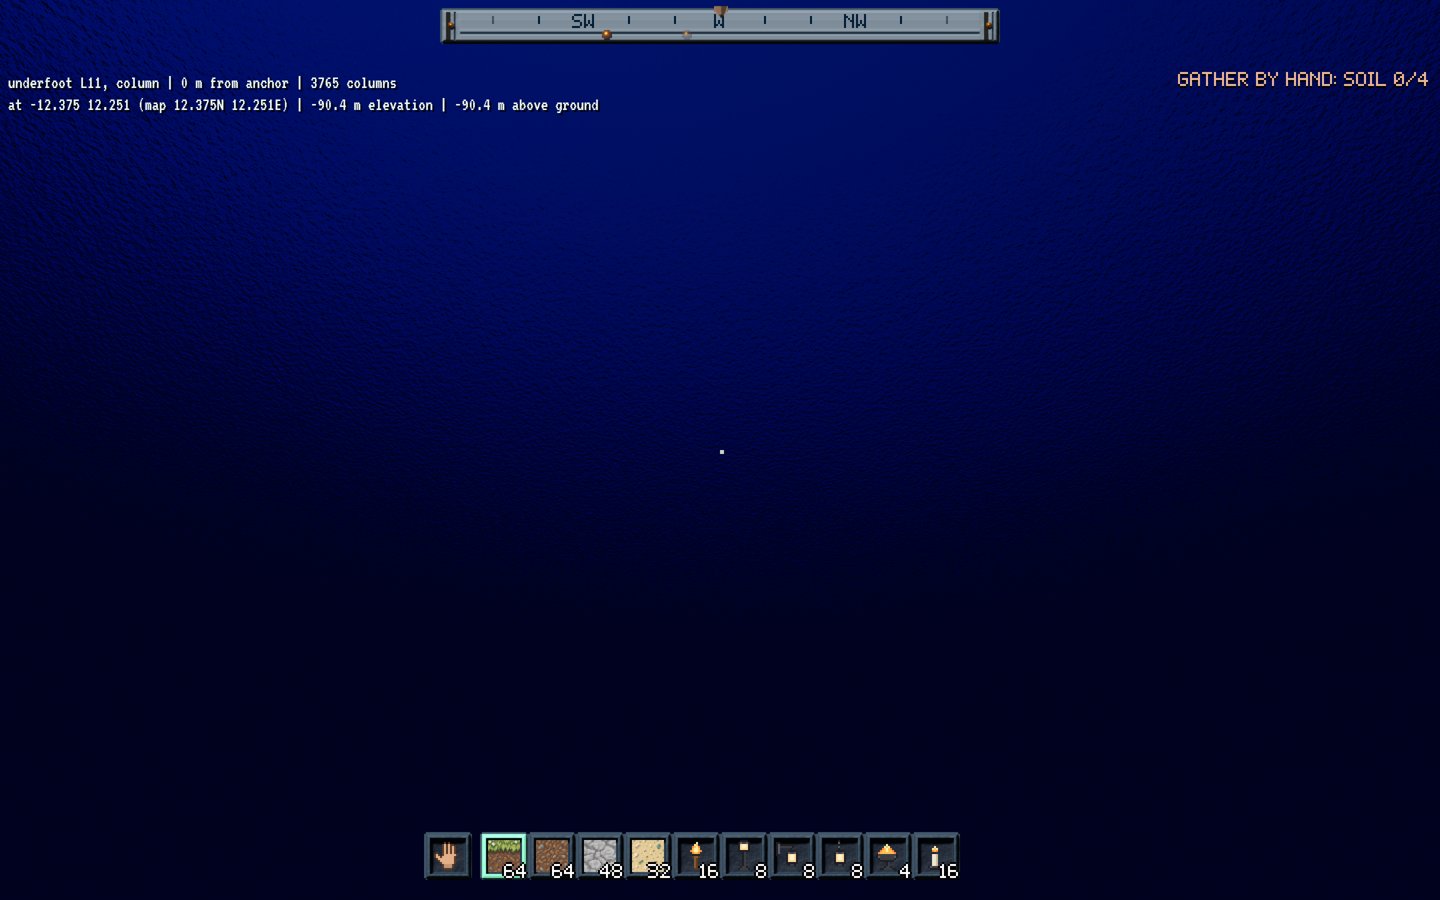 SW W NW
underfoot L11, column | 0 m from anchor | 3765 columns
at -12.375 12.251 (map 12.375N 12.251E) | -90.4 m elevation | -90.4 m above ground
GATHER BY HAND: SOIL 0/4
64 64 48 32 16 8 8 8 4 16